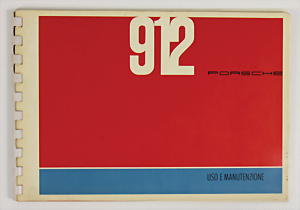 912
PORSCHE
USO E MANUTENZIONE